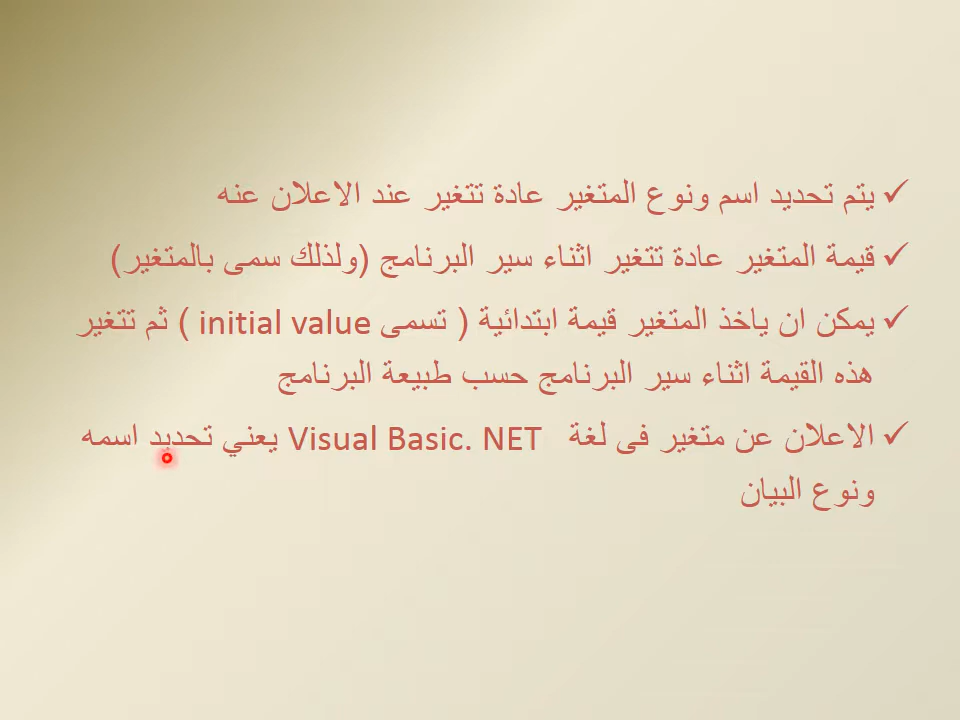 ✓ يتم تحديد اسم ونوع المتغير عادة تتغير عند الاعلان عنه
✓ قيمة المتغير عادة تتغير اثناء سير البرنامج (ولذلك سمى بالمتغير)
✓ يمكن ان ياخذ المتغير قيمة ابتدائية ( تسمى initial value ) ثم تتغير
هذه القيمة اثناء سير البرنامج حسب طبيعة البرنامج
✓ الاعلان عن متغير فى لغة Visual Basic. NET يعني تحديد اسمه
ونوع البيان